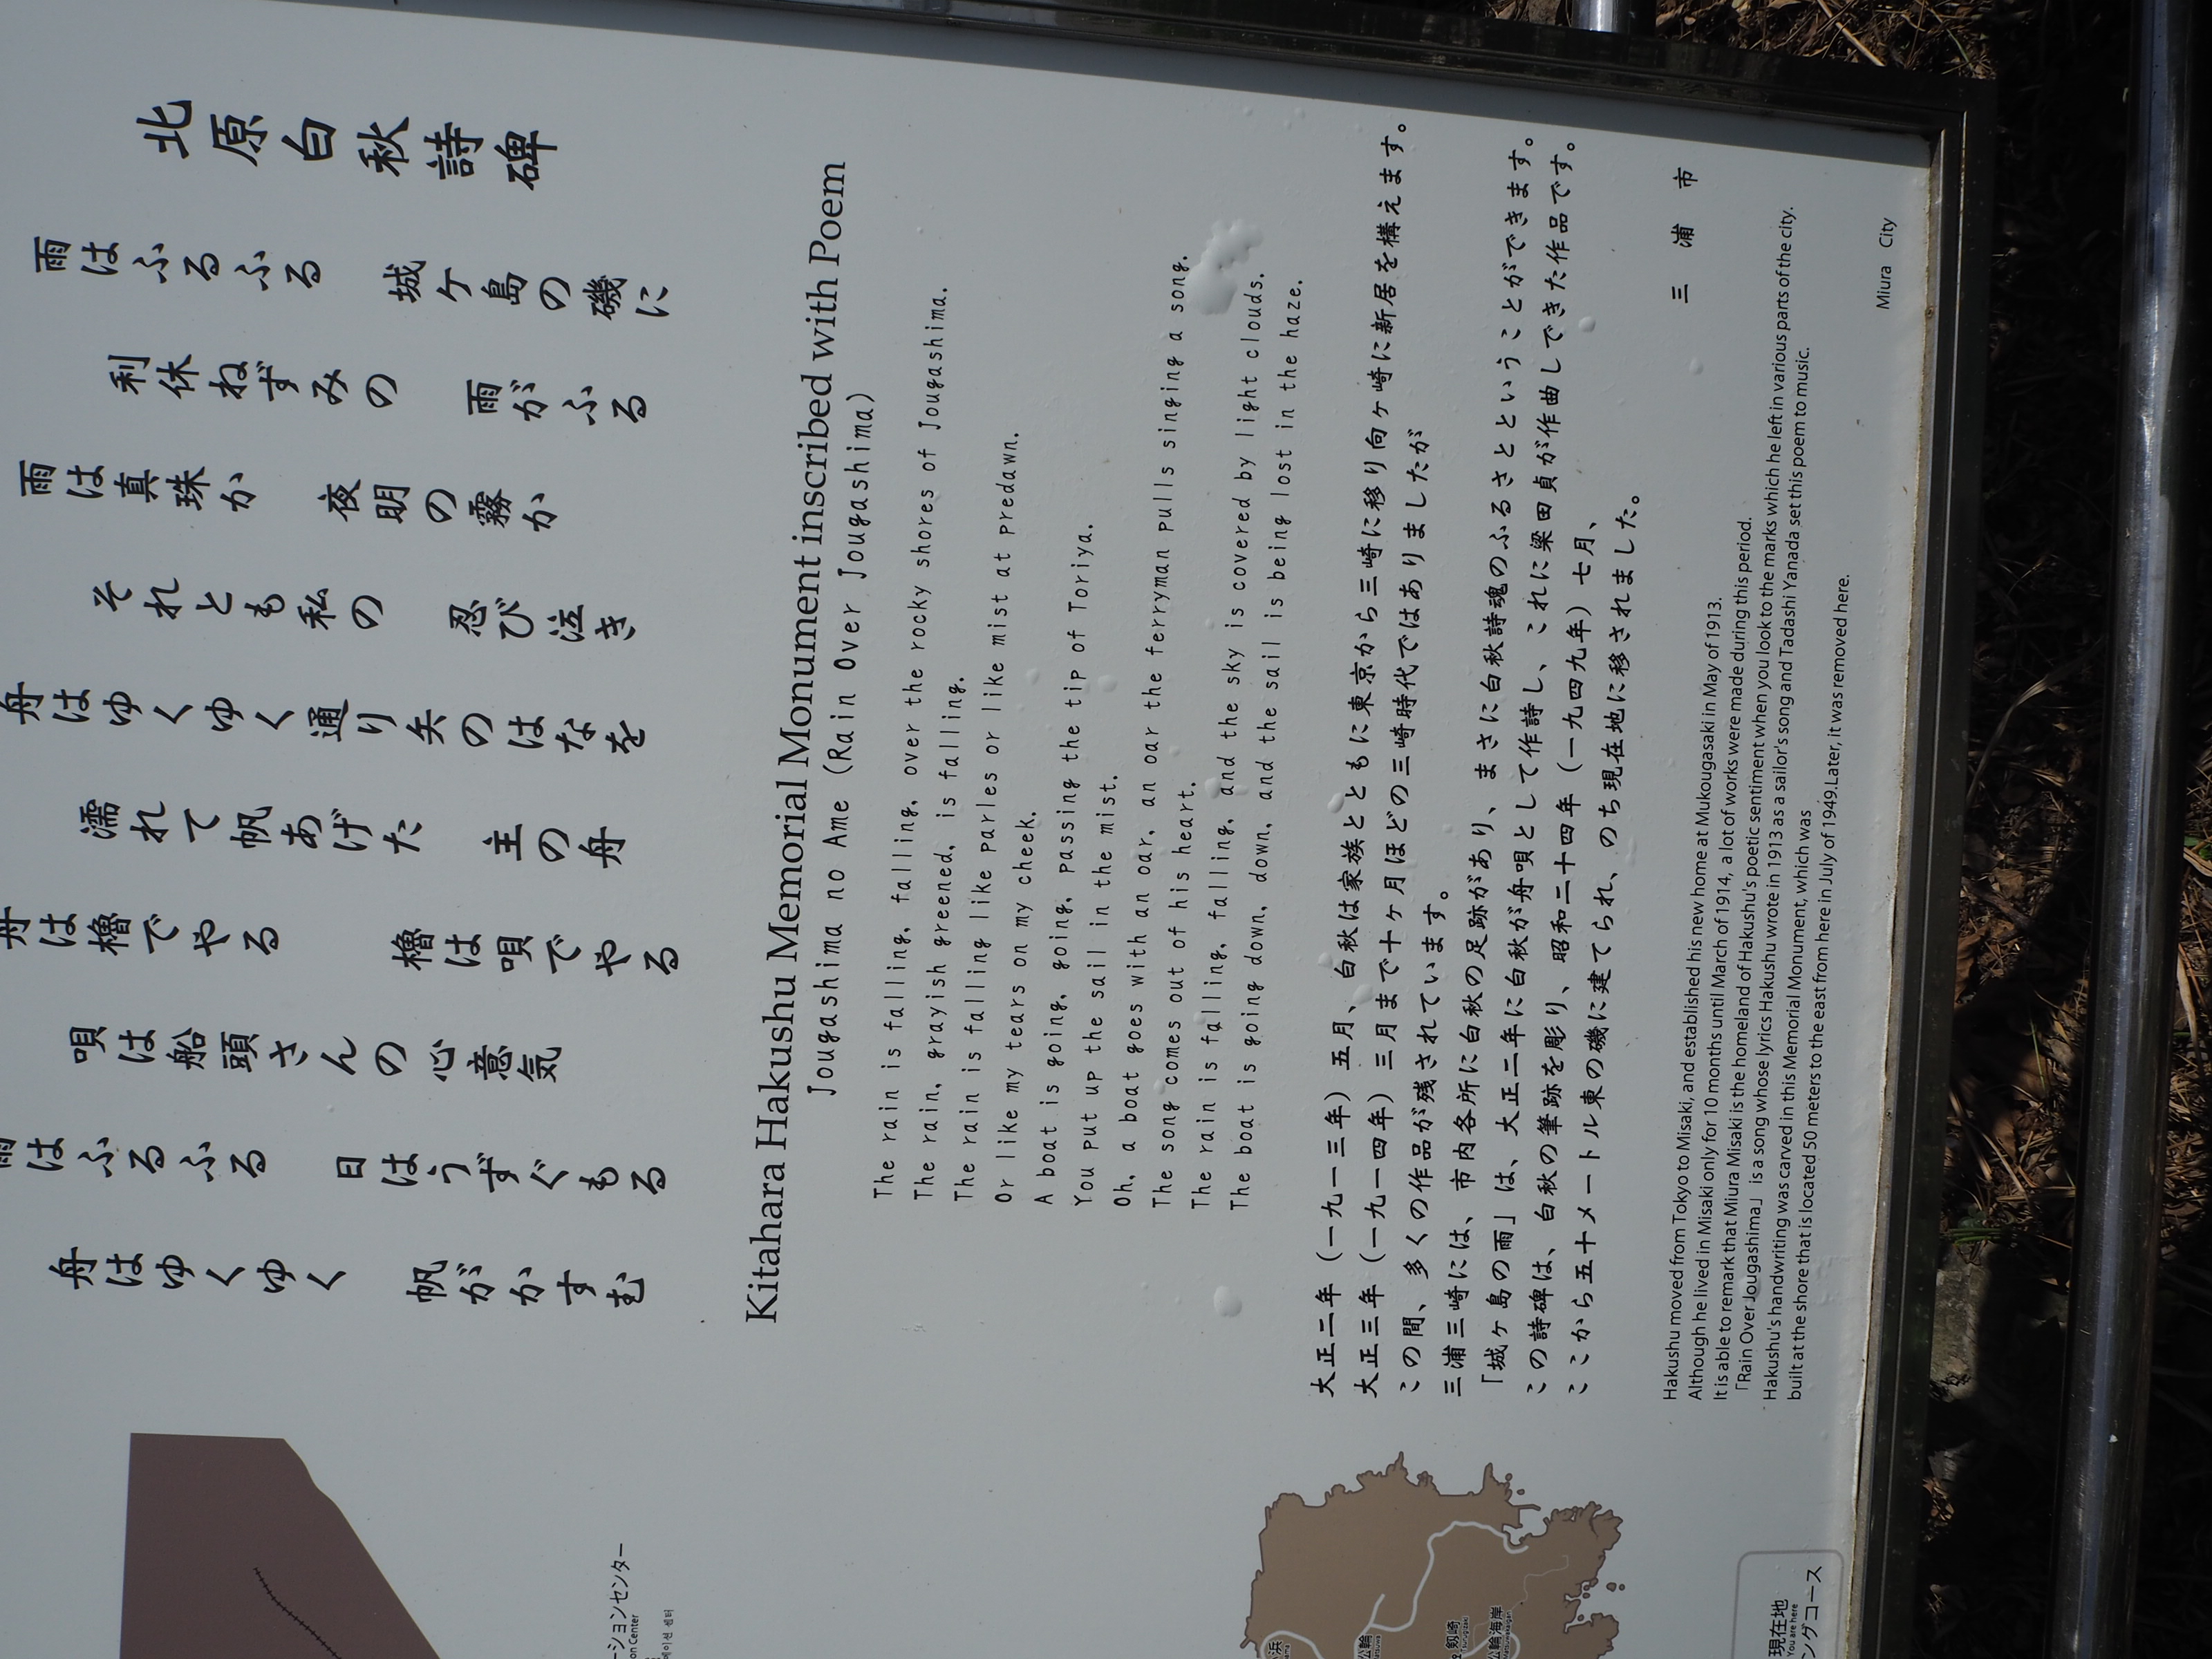 北原白秋詩碑
雨はふるふる　城ケ島の磯に
利休ねずみの　雨がふる
雨は真珠か　夜明の霧か
それとも私の　忍び泣き
舟はゆくゆく通り矢のはなを
濡れて帆あげた　主の舟
舟は櫓でやる　櫓は唄でやる
唄は船頭さんの心意気
雨はふるふる　日はうずぐもる
舟はゆくゆく　帆がかすむ
Kitahara Hakushu Memorial Monument inscribed with Poem
Jougashima no Ame (Rain Over Jougashima)
The rain is falling, falling, over the rocky shores of Jougashima.
The rain, grayish greened, is falling.
The rain is falling like parles or like mist at predawn.
Or like my tears on my cheek.
A boat is going, going, passing the tip of Toriya.
You put up the sail in the mist.
Oh, a boat goes with an oar, an oar the ferryman pulls singing a song.
The song comes out of his heart.
The rain is falling, falling, and the sky is covered by light clouds.
The boat is going down, down, and the sail is being lost in the haze.
大正二年（一九一三年）五月、白秋は家族とともに東京から三崎に移り向ヶ崎に新居を構えます。
大正三年（一九一四年）三月まで十ヶ月ほどの三崎時代ではありましたが
この間、多くの作品が残されています。
三浦三崎には、市内各所に白秋の足跡があり、まさに白秋詩魂のふるさとということができます。
「城ヶ島の雨」は、大正二年に白秋が舟唄として作詩し、これに梁田貞が作曲してできた作品です。
この詩碑は、白秋の筆跡を彫り、昭和二十四年（一九四九年）七月、
ここから五十メートル東の磯に建てられ、のち現在地に移されました。
三　浦　市
Hakushu moved from Tokyo to Misaki, and established his new home at Mukougasaki in May of 1913.
Although he lived in Misaki only for 10 months until March of 1914, a lot of works were made during this period.
It is able to remark that Miura Misaki is the homeland of Hakushu's poetic sentiment when you look to the marks which he left in various parts of the city.
「Rain Over Jougashima」 is a song whose lyrics Hakushu wrote in 1913 as a sailor's song and Tadashi Yanada set this poem to music.
Hakushu's handwriting was carved in this Memorial Monument, which was
built at the shore that is located 50 meters to the east from here in July of 1949.Later, it was removed here.
Miura City
ーションセンター
on Center
센터
剱崎
Tsurugizaki
松輪海岸
現在地
You are here
ングコース